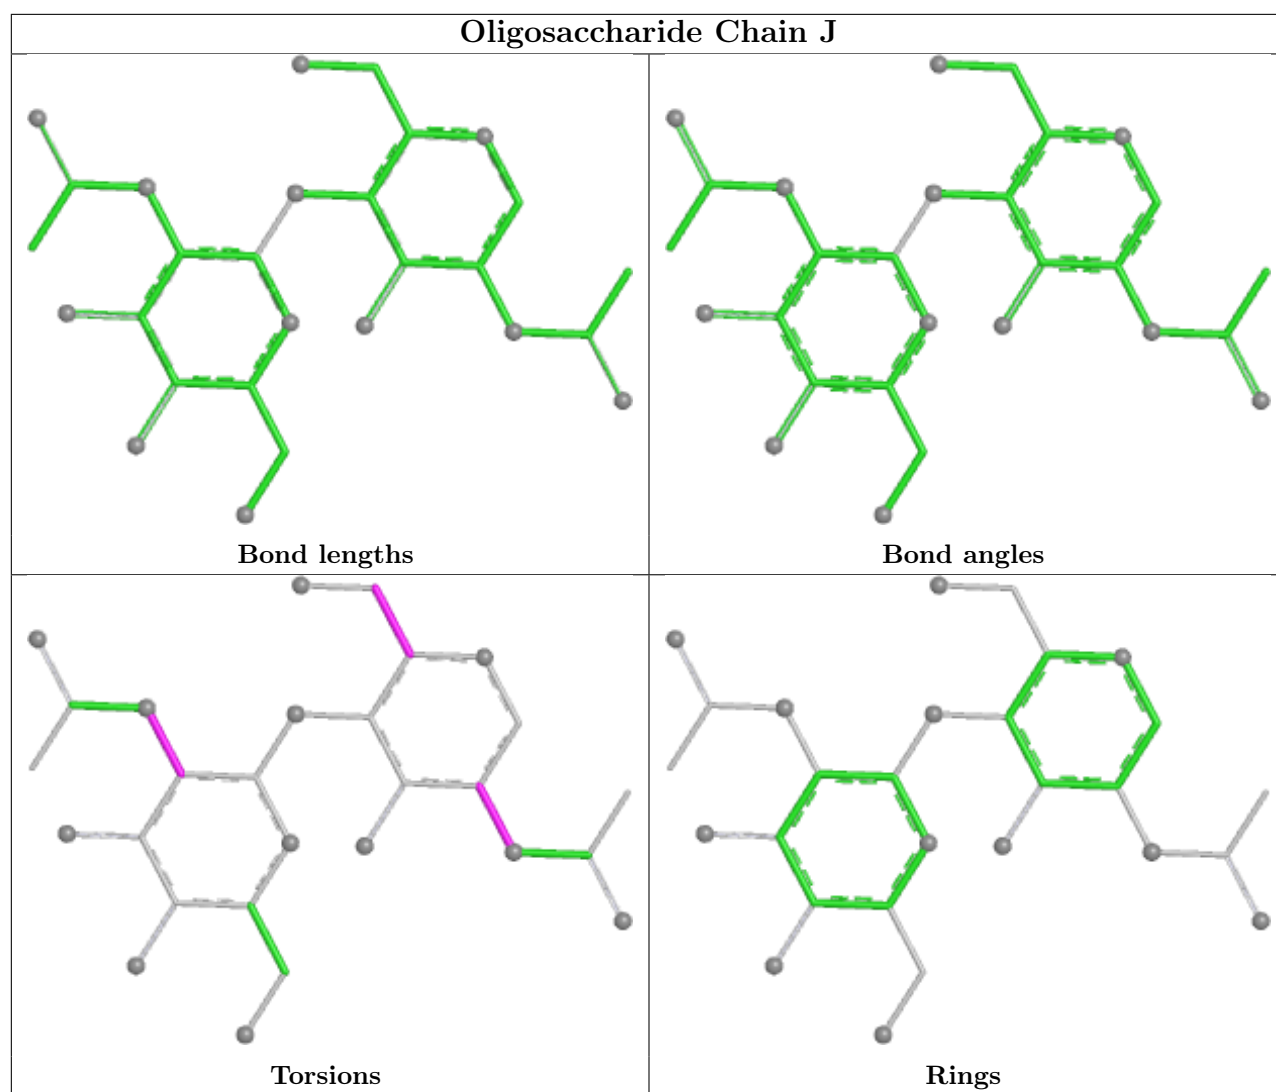 Oligosaccharide Chain J
Bond lengths
Bond angles
Torsions
Rings